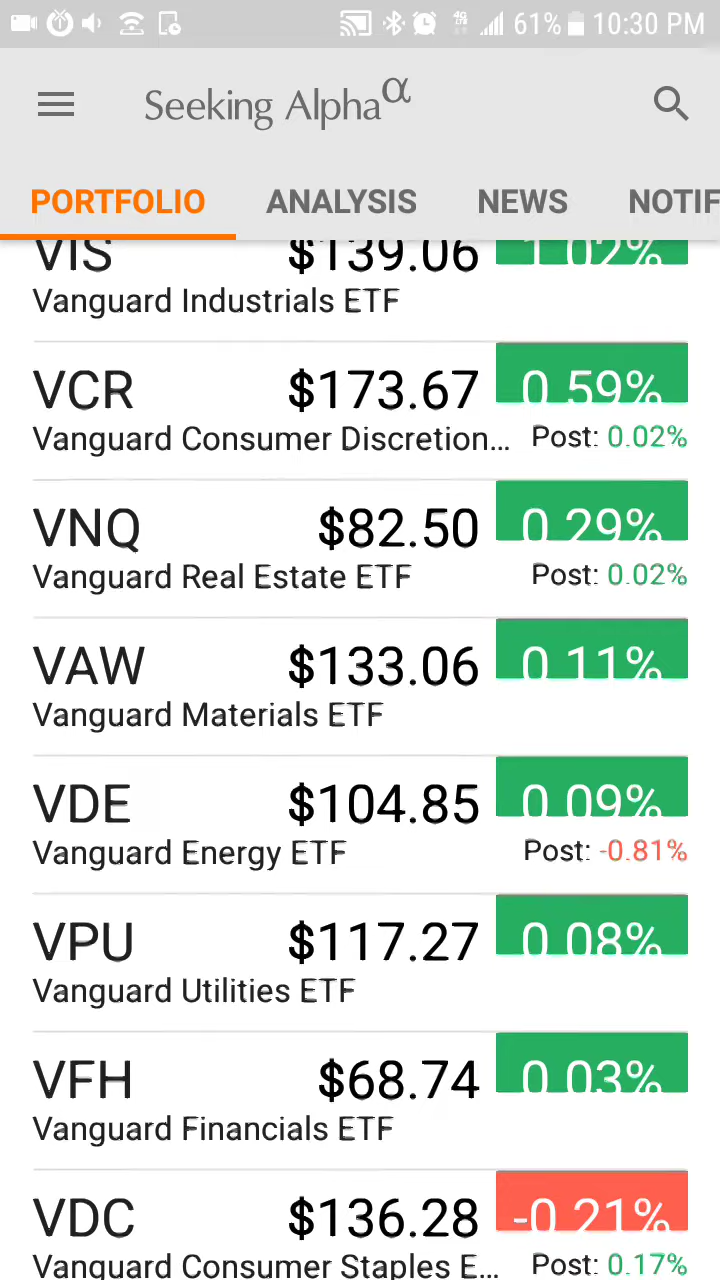 61% 10:30 PM
Seeking Alpha α
PORTFOLIO ANALYSIS NEWS NOTIF
VIS $139.06 1.02%
Vanguard Industrials ETF
VCR $173.67 0.59%
Vanguard Consumer Discretion... Post: 0.02%
VNQ $82.50 0.29%
Vanguard Real Estate ETF Post: 0.02%
VAW $133.06 0.11%
Vanguard Materials ETF
VDE $104.85 0.09%
Vanguard Energy ETF Post: -0.81%
VPU $117.27 0.08%
Vanguard Utilities ETF
VFH $68.74 0.03%
Vanguard Financials ETF
VDC $136.28 -0.21%
Vanguard Consumer Staples E... Post: 0.17%